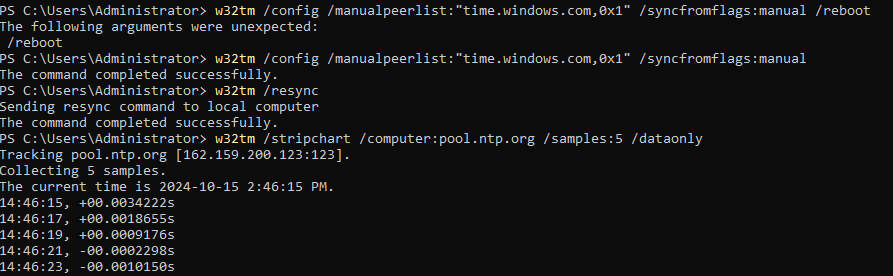 PS C:\Users\Administrator> w32tm /config /manualpeerlist:"time.windows.com,0x1" /syncfromflags:manual /reboot
The following arguments were unexpected:
 /reboot
PS C:\Users\Administrator> w32tm /config /manualpeerlist:"time.windows.com,0x1" /syncfromflags:manual
The command completed successfully.
PS C:\Users\Administrator> w32tm /resync
Sending resync command to local computer
The command completed successfully.
PS C:\Users\Administrator> w32tm /stripchart /computer:pool.ntp.org /samples:5 /dataonly
Tracking pool.ntp.org [162.159.200.123:123].
Collecting 5 samples.
The current time is 2024-10-15 2:46:15 PM.
14:46:15, +00.0034222s
14:46:17, +00.0018655s
14:46:19, +00.0009176s
14:46:21, -00.0002298s
14:46:23, -00.0010150s